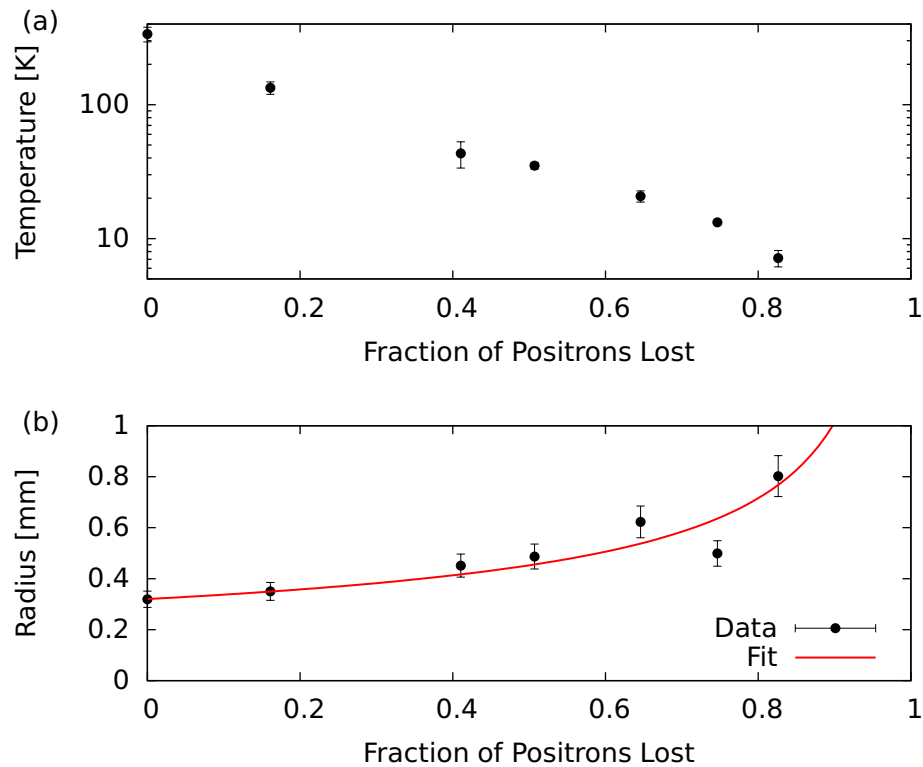 (a)
Temperature [K]
100
10
0 0.2 0.4 0.6 0.8 1
Fraction of Positrons Lost
(b)
Radius [mm]
1
0.8
0.6
0.4
0.2
0
Data
Fit
0 0.2 0.4 0.6 0.8 1
Fraction of Positrons Lost